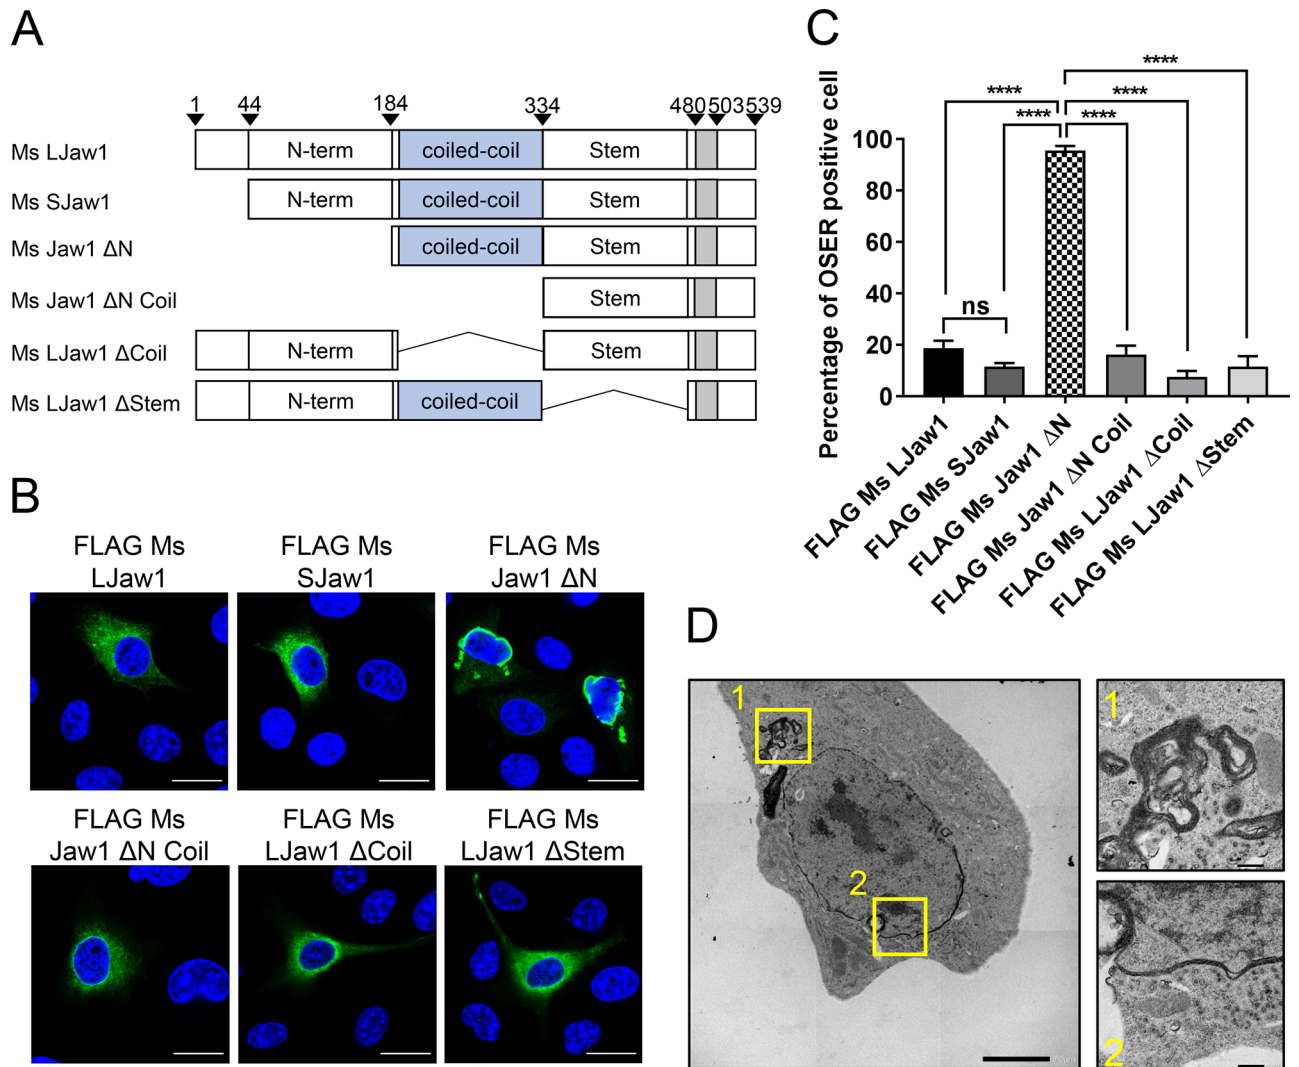 A
1 44 184 334 480 503 539
Ms LJaw1 N-term coiled-coil Stem
Ms SJaw1 N-term coiled-coil Stem
Ms Jaw1 ΔN coiled-coil Stem
Ms Jaw1 ΔN Coil Stem
Ms LJaw1 ΔCoil N-term Stem
Ms LJaw1 ΔStem N-term coiled-coil
B
FLAG Ms
LJaw1
FLAG Ms
SJaw1
FLAG Ms
Jaw1 ΔN
FLAG Ms
Jaw1 ΔN Coil
FLAG Ms
LJaw1 ΔCoil
FLAG Ms
LJaw1 ΔStem
C
Percentage of OSER positive cell
100
80
60
40
20
0
****
**** ****
**** ****
ns
FLAG Ms LJaw1
FLAG Ms SJaw1
FLAG Ms Jaw1 ΔN
FLAG Ms Jaw1 ΔN Coil
FLAG Ms LJaw1 ΔCoil
FLAG Ms LJaw1 ΔStem
D
1
2
1
2